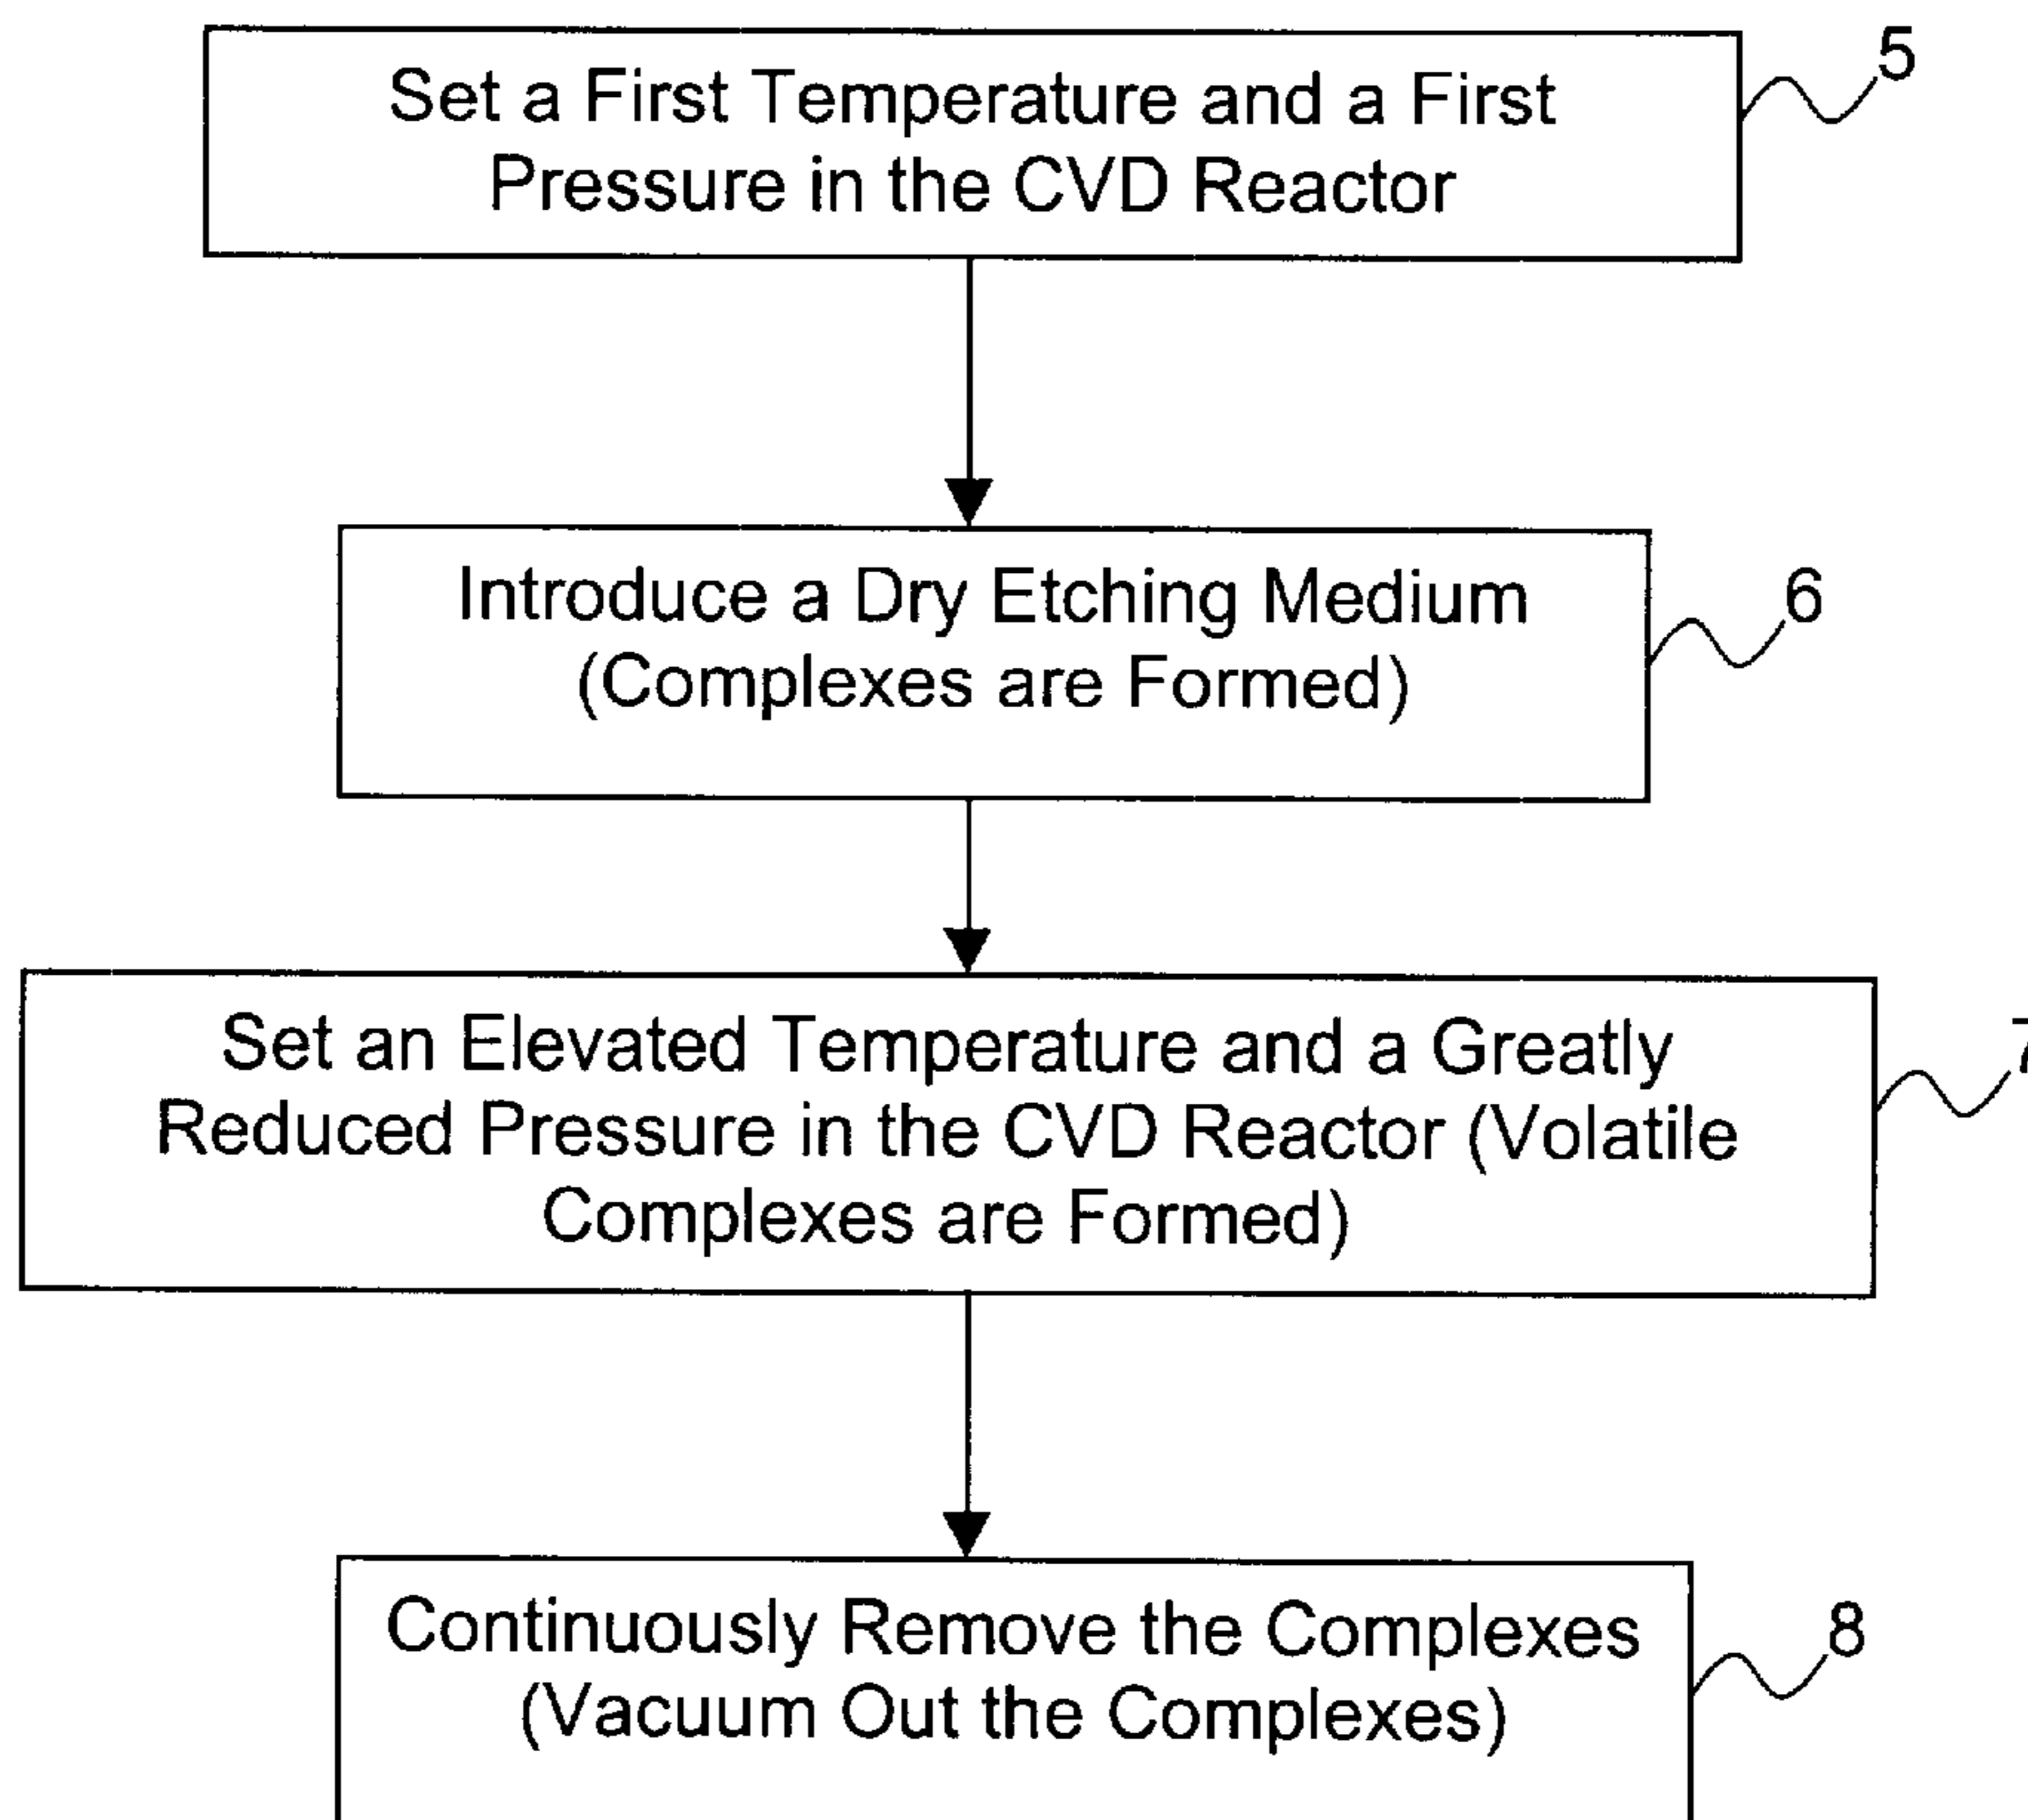 Set a First Temperature and a First
Pressure in the CVD Reactor
5
Introduce a Dry Etching Medium
(Complexes are Formed)
6
Set an Elevated Temperature and a Greatly
Reduced Pressure in the CVD Reactor (Volatile
Complexes are Formed)
7
Continuously Remove the Complexes
(Vacuum Out the Complexes)
8